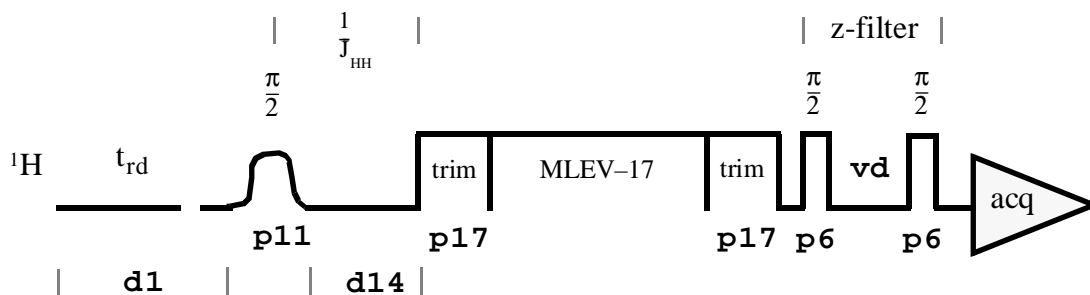 1
J HH
z-filter
π
2
π
2
π
2
¹H
t rd
trim
MLEV–17
trim
vd
acq
p11
p17
p17
p6
p6
d1
d14